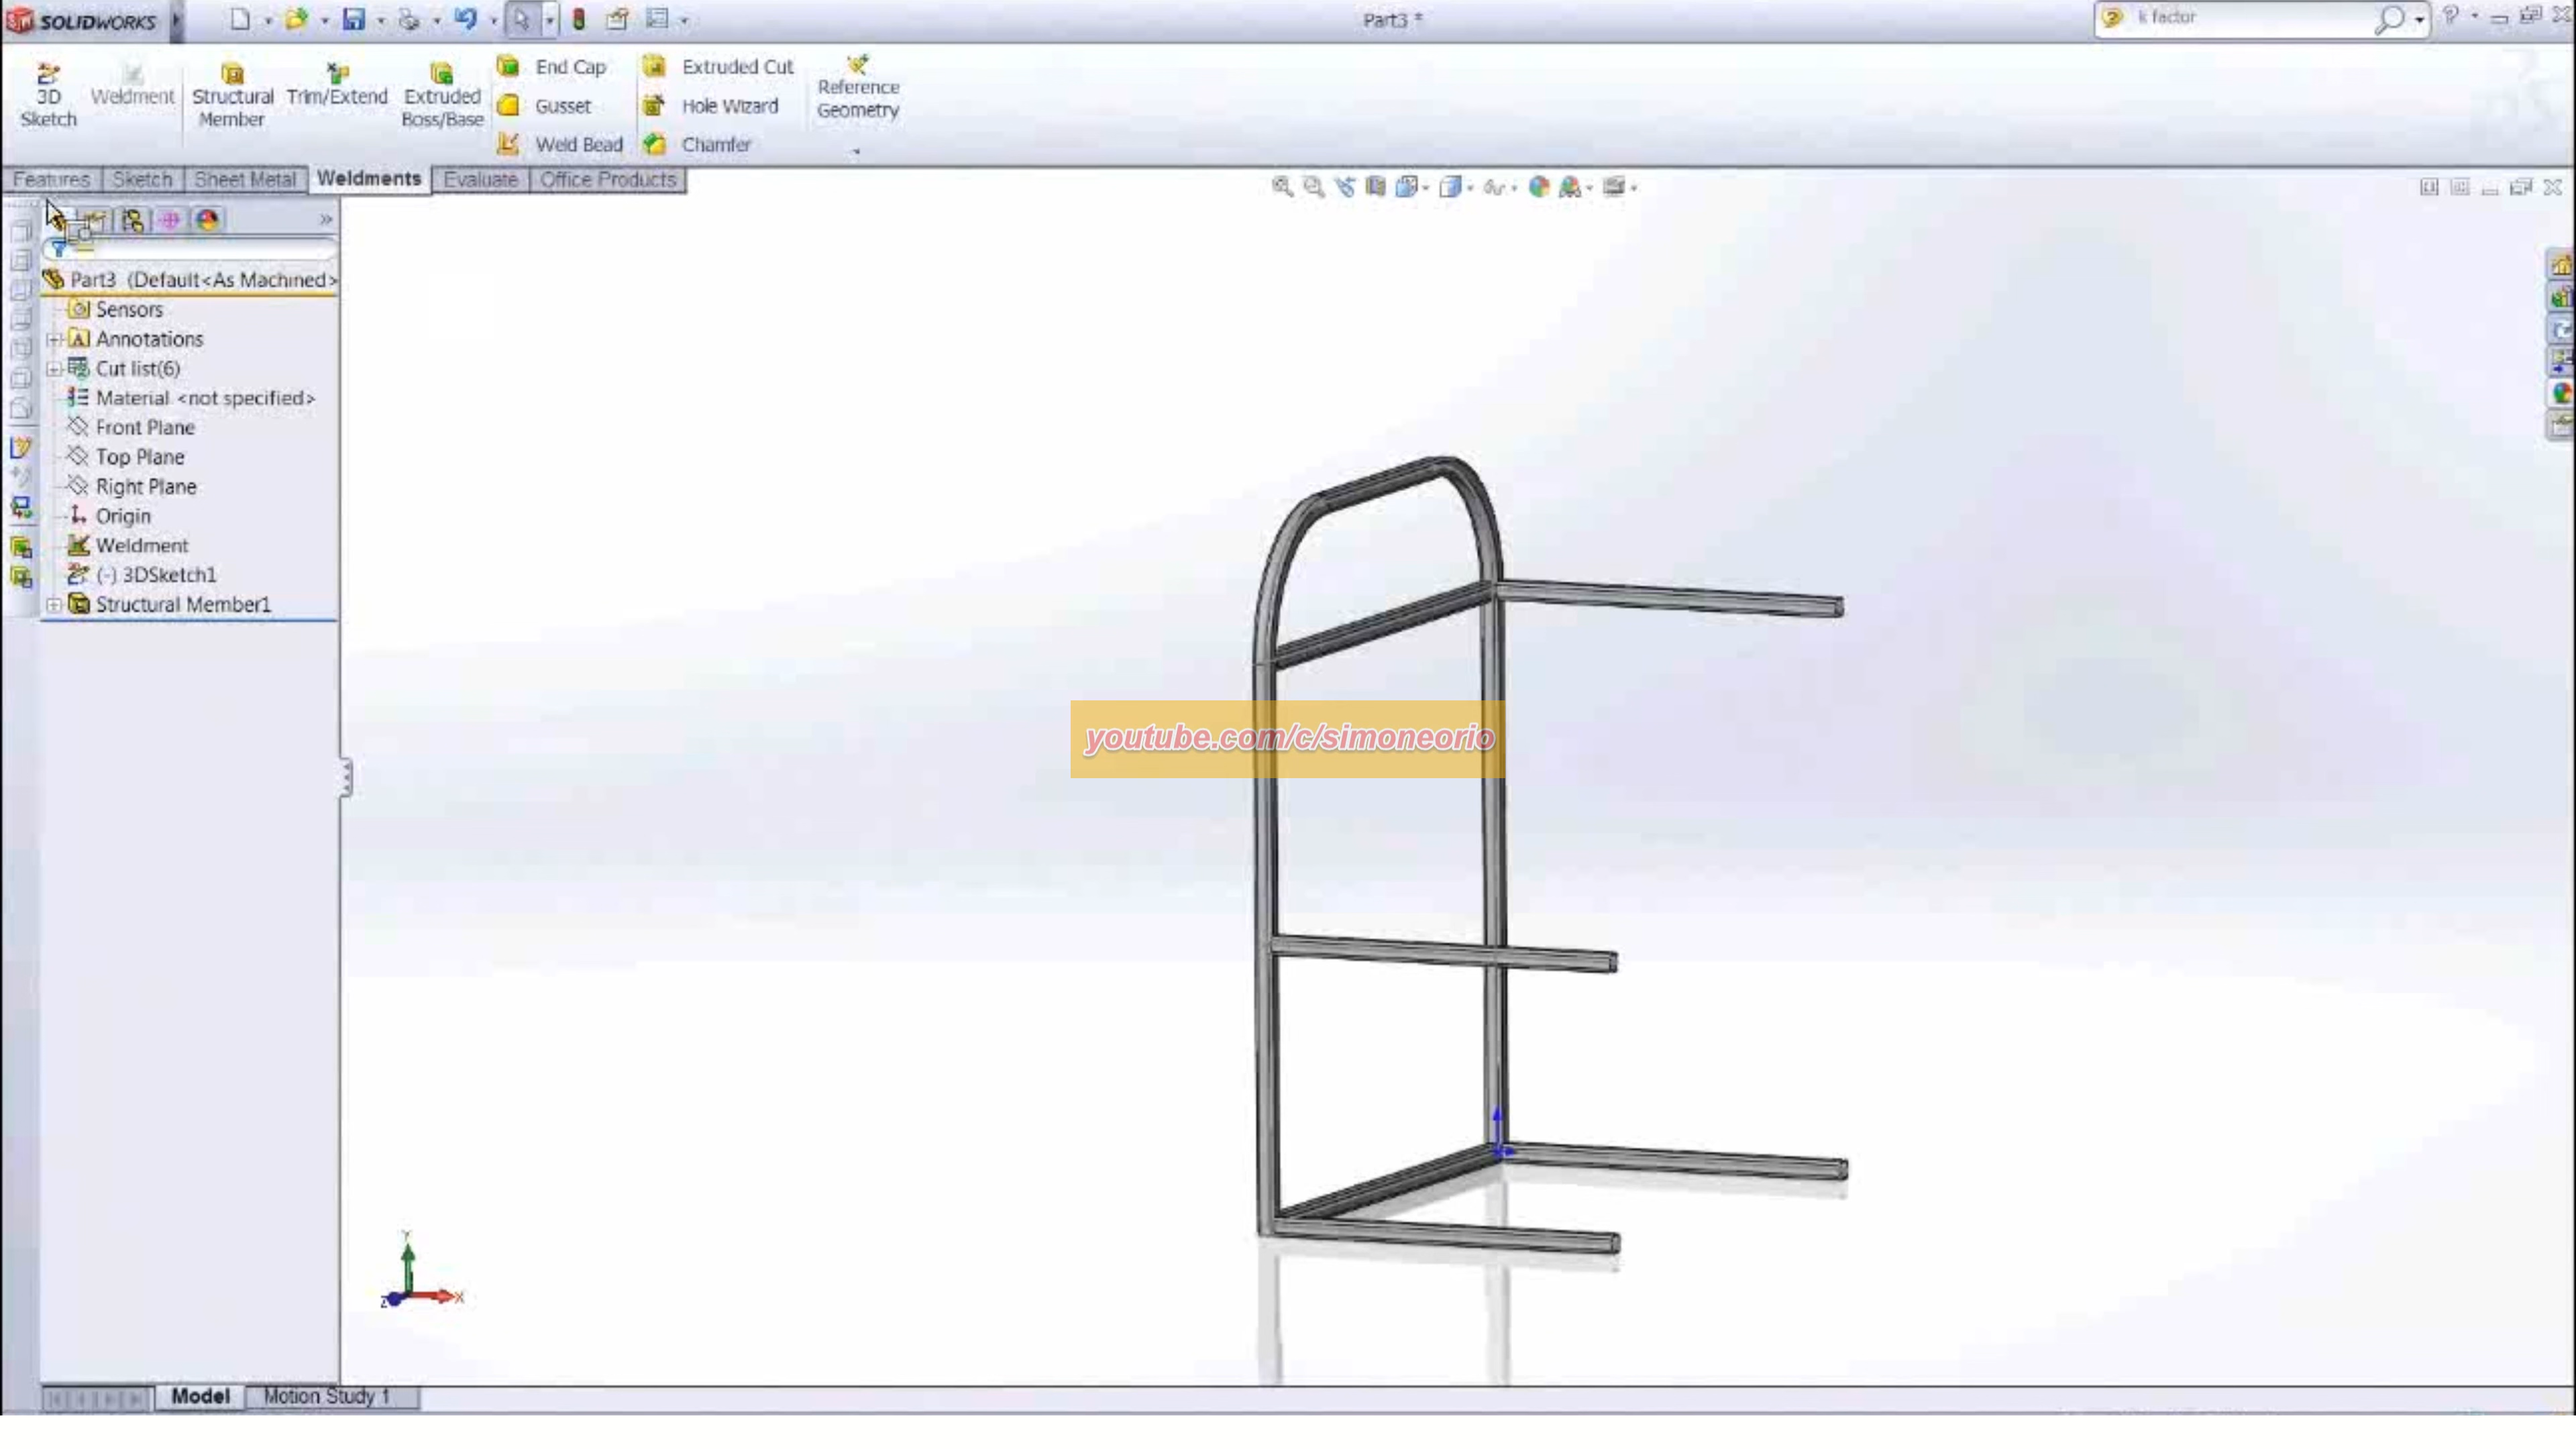 SOLIDWORKS
Part3 *
k factor
3D Sketch
Weldment
Structural Member
Trim/Extend
Extruded Boss/Base
End Cap
Gusset
Weld Bead
Extruded Cut
Hole Wizard
Chamfer
Reference Geometry
Features
Sketch
Sheet Metal
Weldments
Evaluate
Office Products
Part3 (Default<As Machined>
Sensors
Annotations
Cut list(6)
Material <not specified>
Front Plane
Top Plane
Right Plane
Origin
Weldment
(-) 3DSketch1
Structural Member1
youtube.com/c/simoneorio
Y
Z
X
Model
Motion Study 1